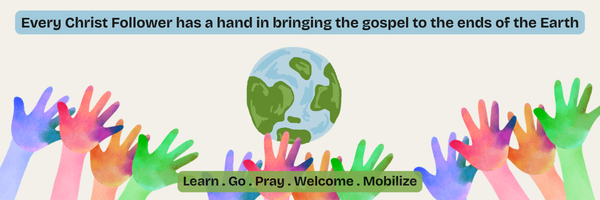 Every Christ Follower has a hand in bringing the gospel to the ends of the Earth
Learn . Go . Pray . Welcome . Mobilize